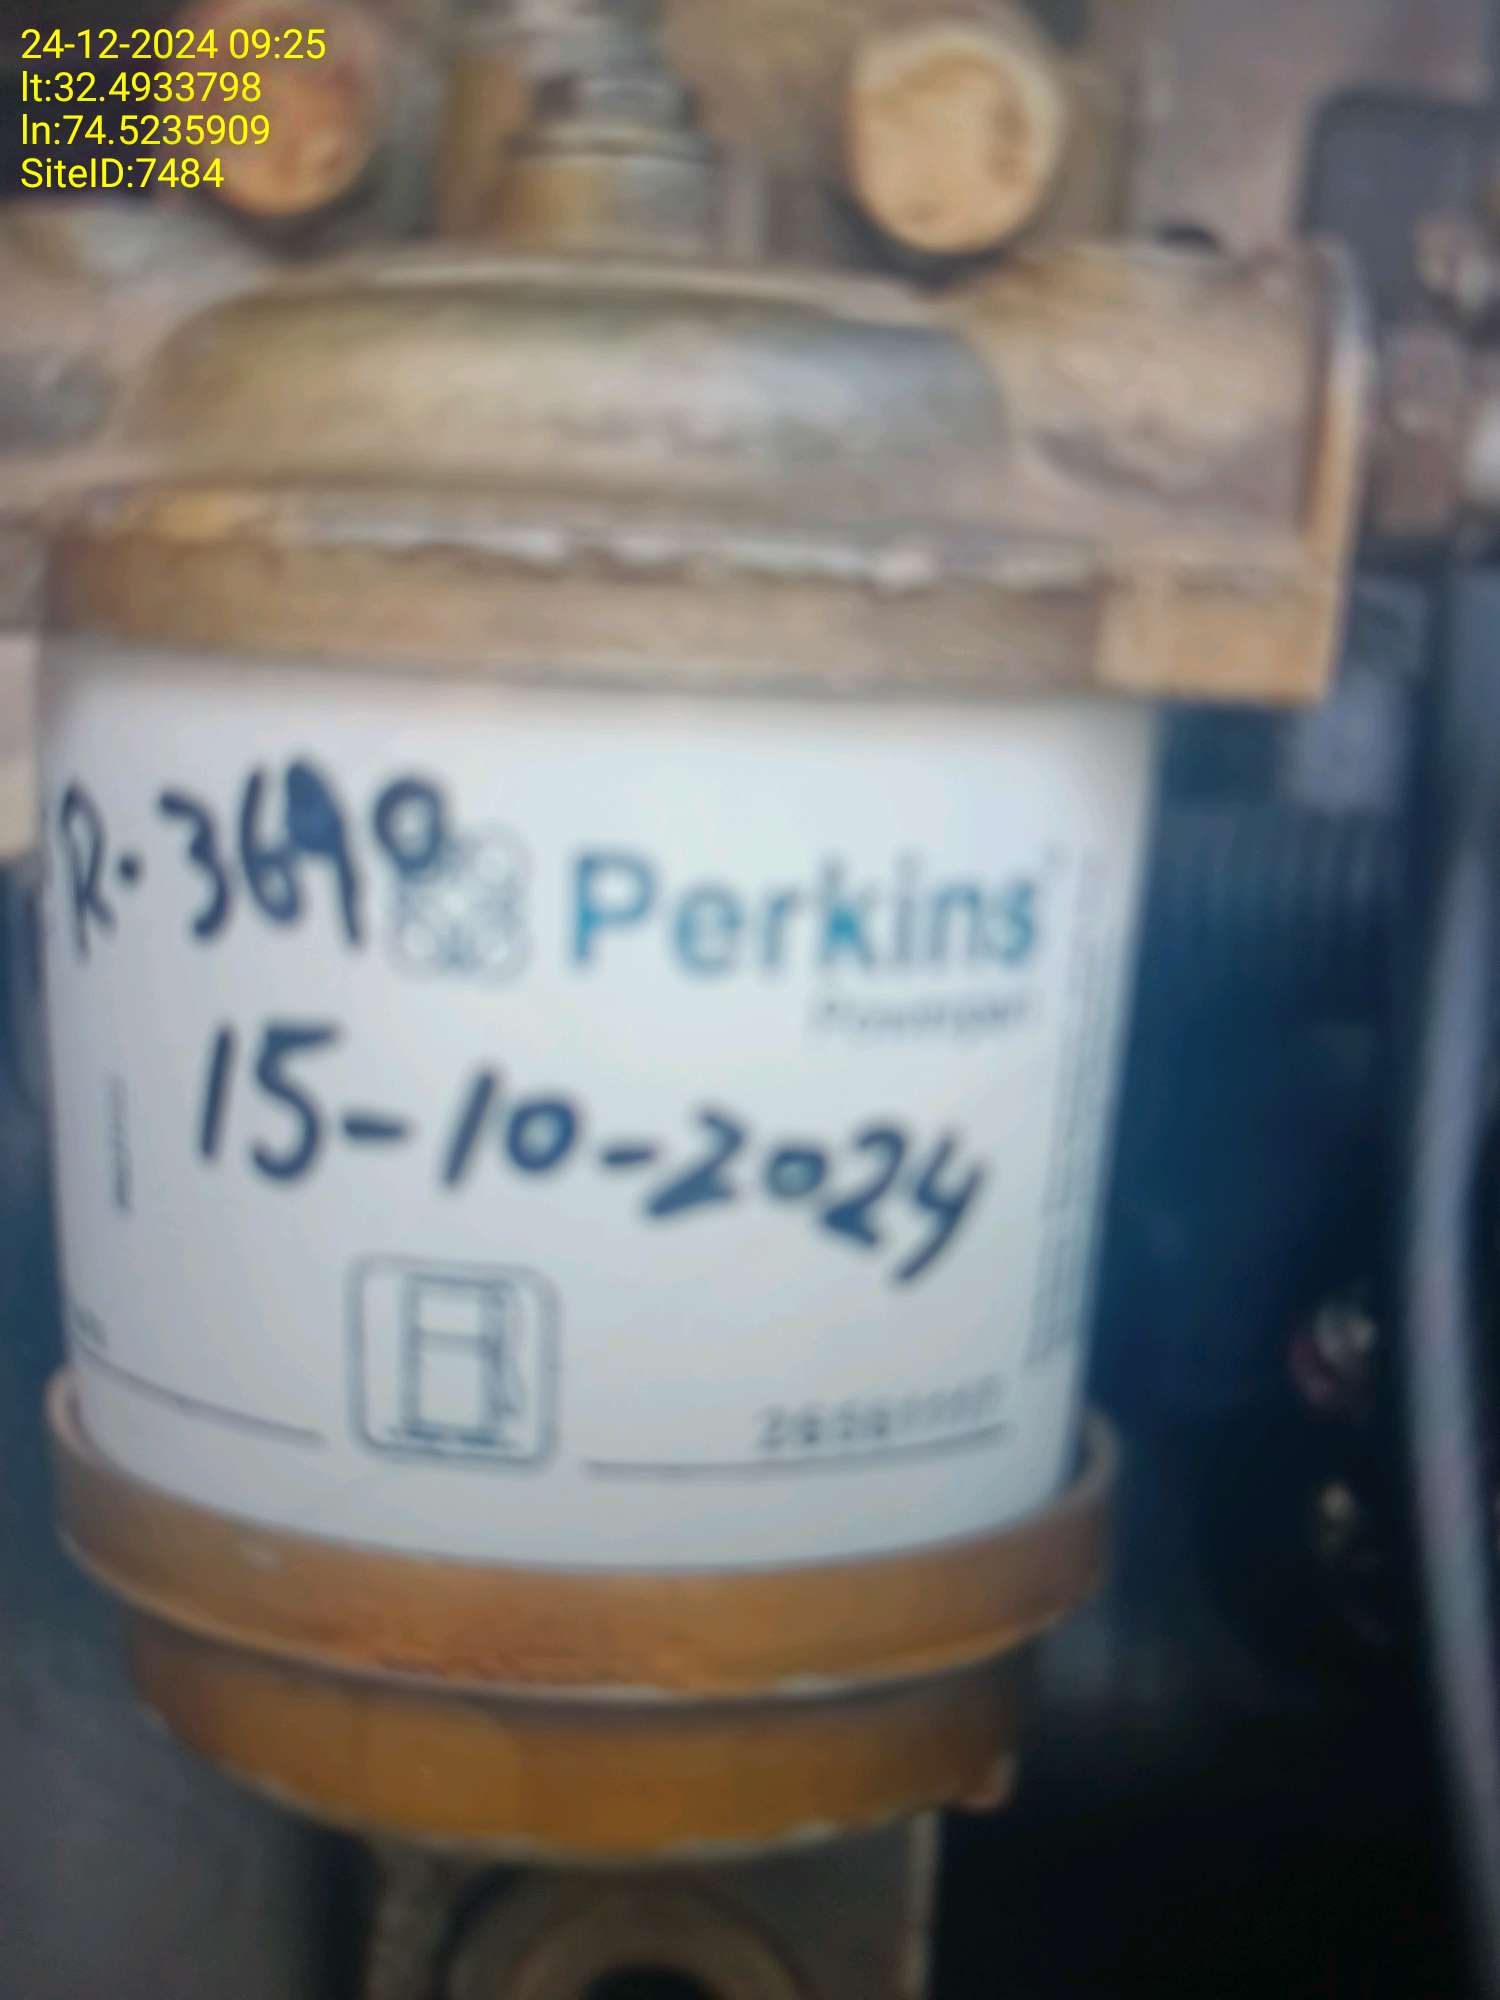 24-12-2024 09:25
lt:32.4933798
ln:74.5235909
SiteID:7484
R.3690
Perkins
15-10-2024